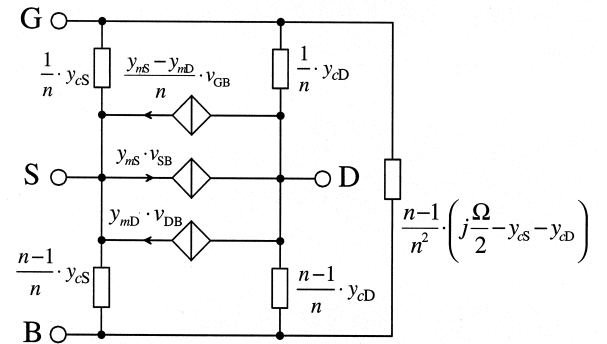 G
1/n · y_cS
(y_mS − y_mD)/n · v_GB
1/n · y_cD
S
y_mS · v_SB
D
y_mD · v_DB
(n−1)/n² · (j Ω/2 − y_cS − y_cD)
(n−1)/n · y_cS
(n−1)/n · y_cD
B